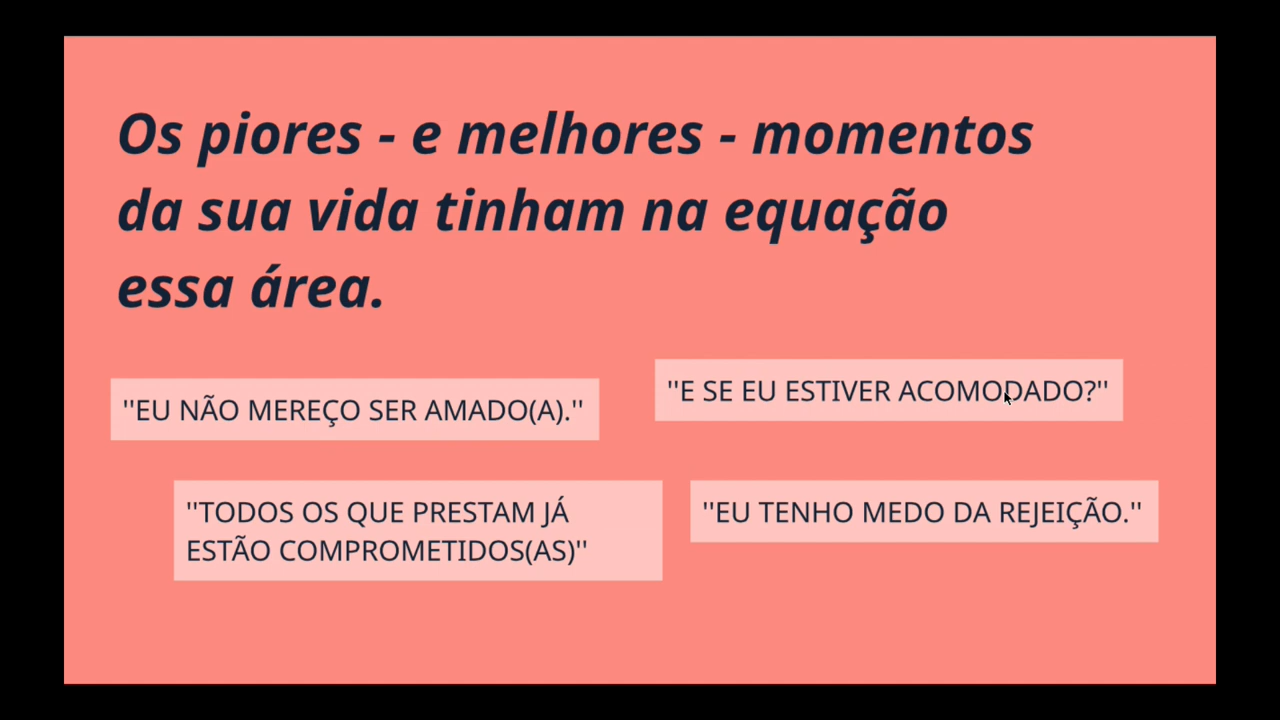 Os piores - e melhores - momentos
da sua vida tinham na equação
essa área.
''EU NÃO MEREÇO SER AMADO(A).''
''E SE EU ESTIVER ACOMODADO?''
''TODOS OS QUE PRESTAM JÁ
ESTÃO COMPROMETIDOS(AS)''
''EU TENHO MEDO DA REJEIÇÃO.''